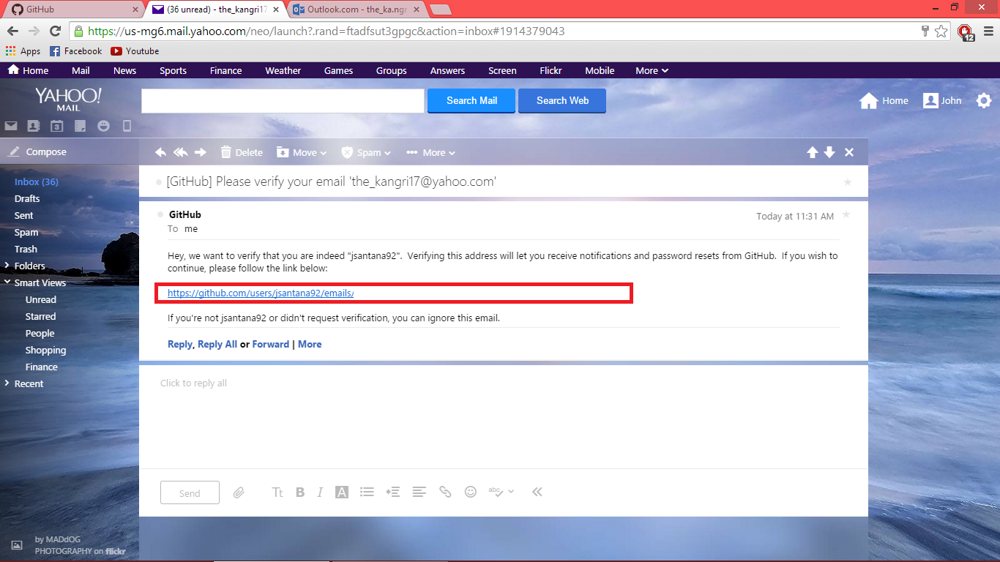 GitHub
(36 unread) - the_kangri17
Outlook.com - the_ka.ngr
https://us-mg6.mail.yahoo.com/neo/launch?.rand=ftadfsut3gpgc&action=inbox#1914379043
12
Apps Facebook Youtube
Home Mail News Sports Finance Weather Games Groups Answers Screen Flickr Mobile More
YAHOO!
MAIL
Search Mail Search Web Home John
3
Compose
Delete Move Spam More
Inbox (36)
Drafts
Sent
Spam
Trash
Folders
Smart Views
Unread
Starred
People
Shopping
Finance
Recent
[GitHub] Please verify your email 'the_kangri17@yahoo.com'
GitHub
Today at 11:31 AM
To me
Hey, we want to verify that you are indeed "jsantana92". Verifying this address will let you receive notifications and password resets from GitHub. If you wish to
continue, please follow the link below:
https://github.com/users/jsantana92/emails/
If you're not jsantana92 or didn't request verification, you can ignore this email.
Reply, Reply All or Forward | More
Click to reply all
Send Tt B I A abc
by MADdOG
PHOTOGRAPHY on flickr